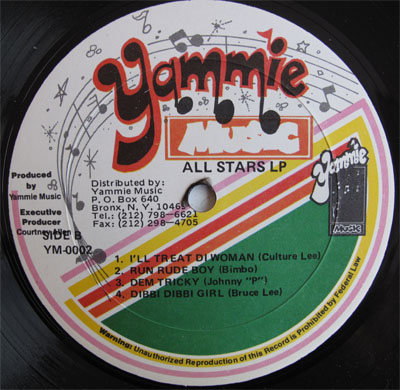 Yammie
MUSIC
ALL STARS LP
Produced
by
Yammie Music
Executive
Producer
Courtney
SIDE B
YM-0002
Distributed by:
Yammie Music
P. O. Box 640
Bronx, N. Y.
Tel.: (212) 798-6621
Fax: (212) 298-4705
Yammie
MUSIC
1. I'LL TREAT DI WOMAN (Culture Lee)
2. RUN RUDE BOY (Bimbo)
3. DEM TRICKY (Johnny "P")
4. DIBBI DIBBI GIRL (Bruce Lee)
Warning: Unauthorized Reproduction of this Record is Prohibited by Federal Law